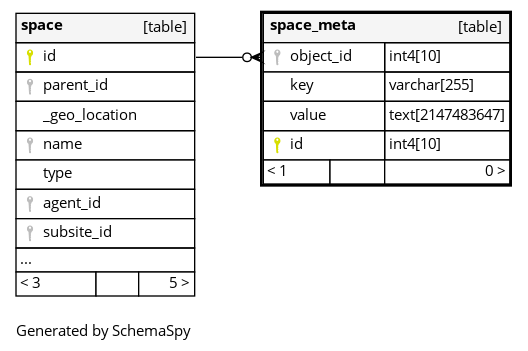 space [table]
id
parent_id
_geo_location
name
type
agent_id
subsite_id
...
< 3 5 >
space_meta [table]
object_id int4[10]
key varchar[255]
value text[2147483647]
id int4[10]
< 1 0 >
Generated by SchemaSpy